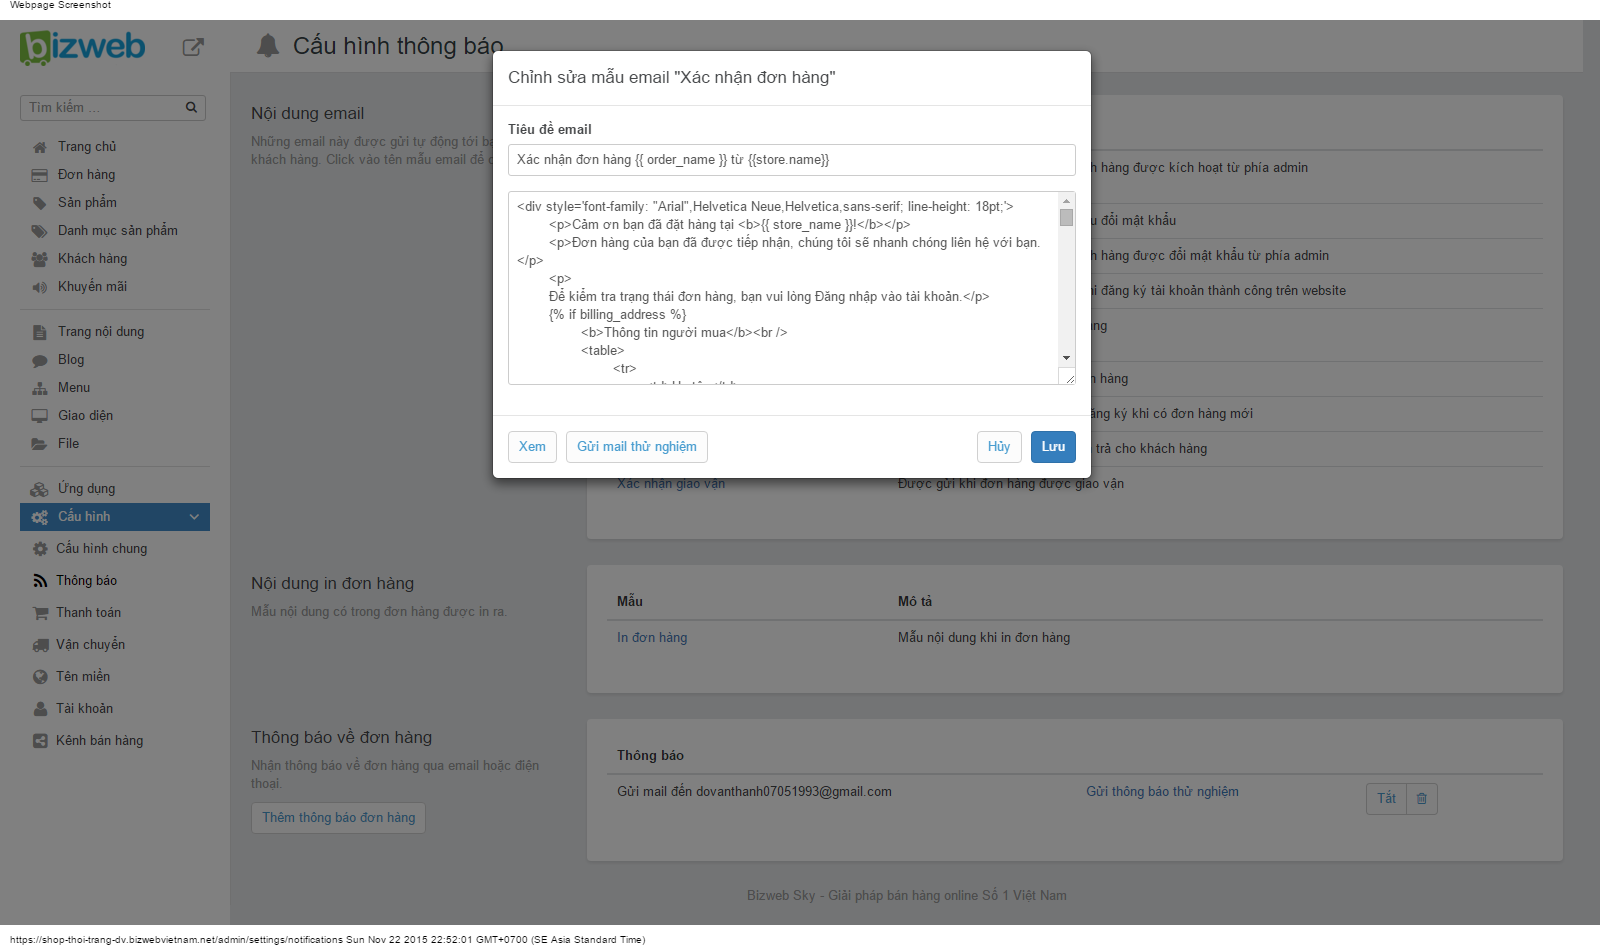 Webpage Screenshot
bizweb
Cấu hình thông báo
Tìm kiếm ...
Trang chủ
Đơn hàng
Sản phẩm
Danh mục sản phẩm
Khách hàng
Khuyến mãi
Trang nội dung
Blog
Menu
Giao diện
File
Ứng dụng
Cấu hình
Cấu hình chung
Thông báo
Thanh toán
Vận chuyển
Tên miền
Tài khoản
Kênh bán hàng
Nội dung email
Những email này được gửi tự động tới
khách hàng. Click vào tên mẫu email để
Chỉnh sửa mẫu email "Xác nhận đơn hàng"
Tiêu đề email
Xác nhận đơn hàng {{ order_name }} từ {{store.name}}
<div style='font-family: "Arial",Helvetica Neue,Helvetica,sans-serif; line-height: 18pt;'>
<p>Cảm ơn bạn đã đặt hàng tại <b>{{ store_name }}!</b></p>
<p>Đơn hàng của bạn đã được tiếp nhận, chúng tôi sẽ nhanh chóng liên hệ với bạn.
</p>
<p>
Để kiểm tra trạng thái đơn hàng, bạn vui lòng Đăng nhập vào tài khoản.</p>
{% if billing_address %}
<b>Thông tin người mua</b><br />
<table>
<tr>
Xem
Gửi mail thử nghiệm
Hủy
Lưu
hàng được kích hoạt từ phía admin
đổi mật khẩu
hàng được đổi mật khẩu từ phía admin
đăng ký tài khoản thành công trên website
hàng
ký khi có đơn hàng mới
trả cho khách hàng
Xác nhận giao vận
Được gửi khi đơn hàng được giao vận
Nội dung in đơn hàng
Mẫu nội dung có trong đơn hàng được in ra.
Mẫu
Mô tả
In đơn hàng
Mẫu nội dung khi in đơn hàng
Thông báo về đơn hàng
Nhận thông báo về đơn hàng qua email hoặc điện
thoại.
Thêm thông báo đơn hàng
Thông báo
Gửi mail đến dovanthanh07051993@gmail.com
Gửi thông báo thử nghiệm
Tắt
Bizweb Sky - Giải pháp bán hàng online Số 1 Việt Nam
https://shop-thoi-trang-dv.bizwebvietnam.net/admin/settings/notifications Sun Nov 22 2015 22:52:01 GMT+0700 (SE Asia Standard Time)